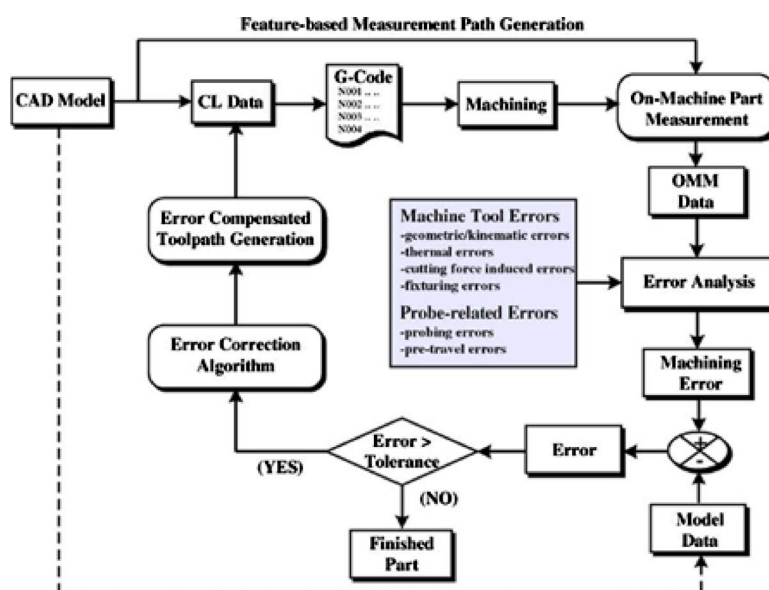 Feature-based Measurement Path Generation
CAD Model
CL Data
G-Code
N001 .. ..
N002 .. ..
N003 .. ..
N004
Machining
On-Machine Part
Measurement
OMM
Data
Error Compensated
Toolpath Generation
Machine Tool Errors
-geometric/kinematic errors
-thermal errors
-cutting force induced errors
-fixturing errors
Probe-related Errors
-probing errors
-pre-travel errors
Error Analysis
Error Correction
Algorithm
Machining
Error
+
-
Error
Error >
Tolerance
(YES)
(NO)
Model
Data
Finished
Part